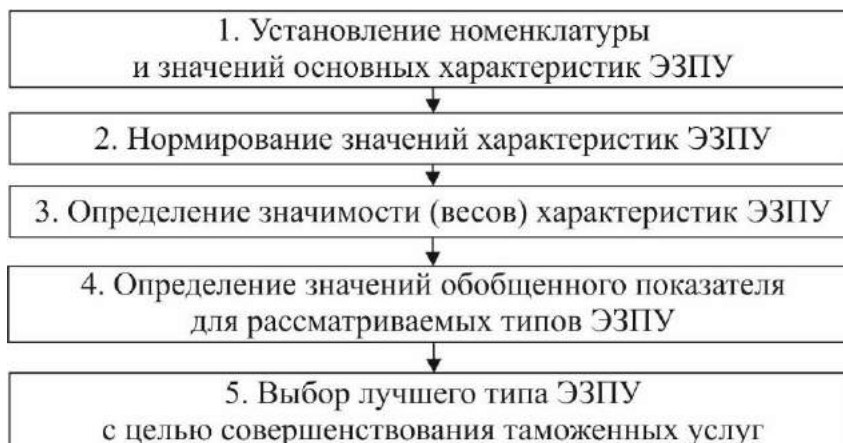 1. Установление номенклатуры
и значений основных характеристик ЭЗПУ
2. Нормирование значений характеристик ЭЗПУ
3. Определение значимости (весов) характеристик ЭЗПУ
4. Определение значений обобщенного показателя
для рассматриваемых типов ЭЗПУ
5. Выбор лучшего типа ЭЗПУ
с целью совершенствования таможенных услуг